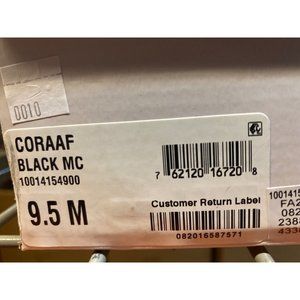 0010
CORAAF
BLACK MC
10014154900
9.5 M
7 62120 16720 8
Customer Return Label
082016587571
1001415
FA2
082
238
433